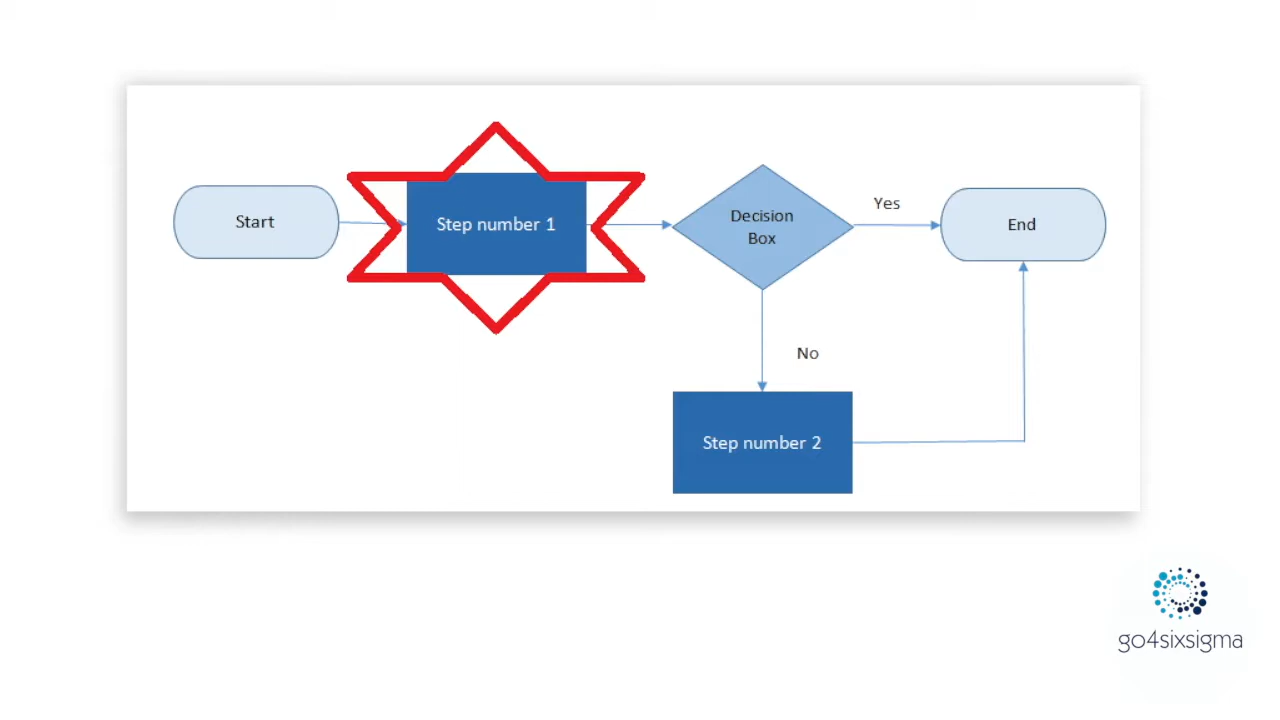 Start
Step number 1
Decision
Box
Yes
End
No
Step number 2
go4sixsigma